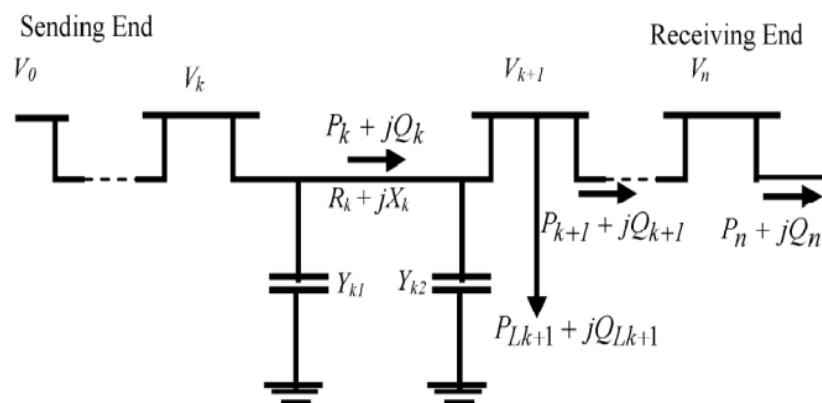 Sending End
Receiving End
V0
Vk
Vk+1
Vn
Pk + jQk
Rk + jXk
Pk+1 + jQk+1
Pn + jQn
Yk1
Yk2
PLk+1 + jQLk+1